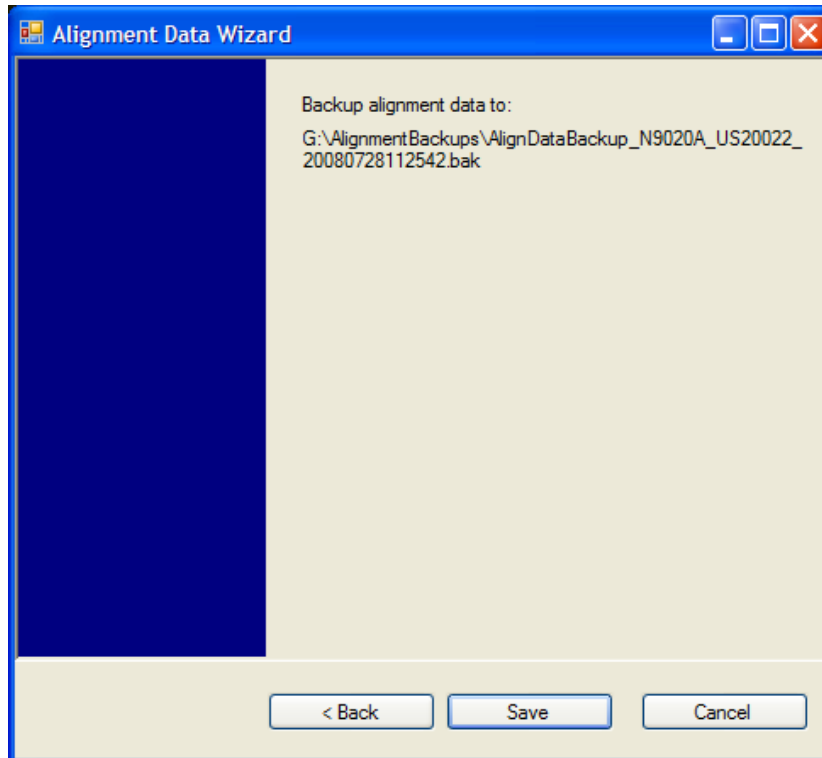 Alignment Data Wizard
Backup alignment data to:
G:\AlignmentBackups\AlignDataBackup_N9020A_US20022_
20080728112542.bak
< Back
Save
Cancel